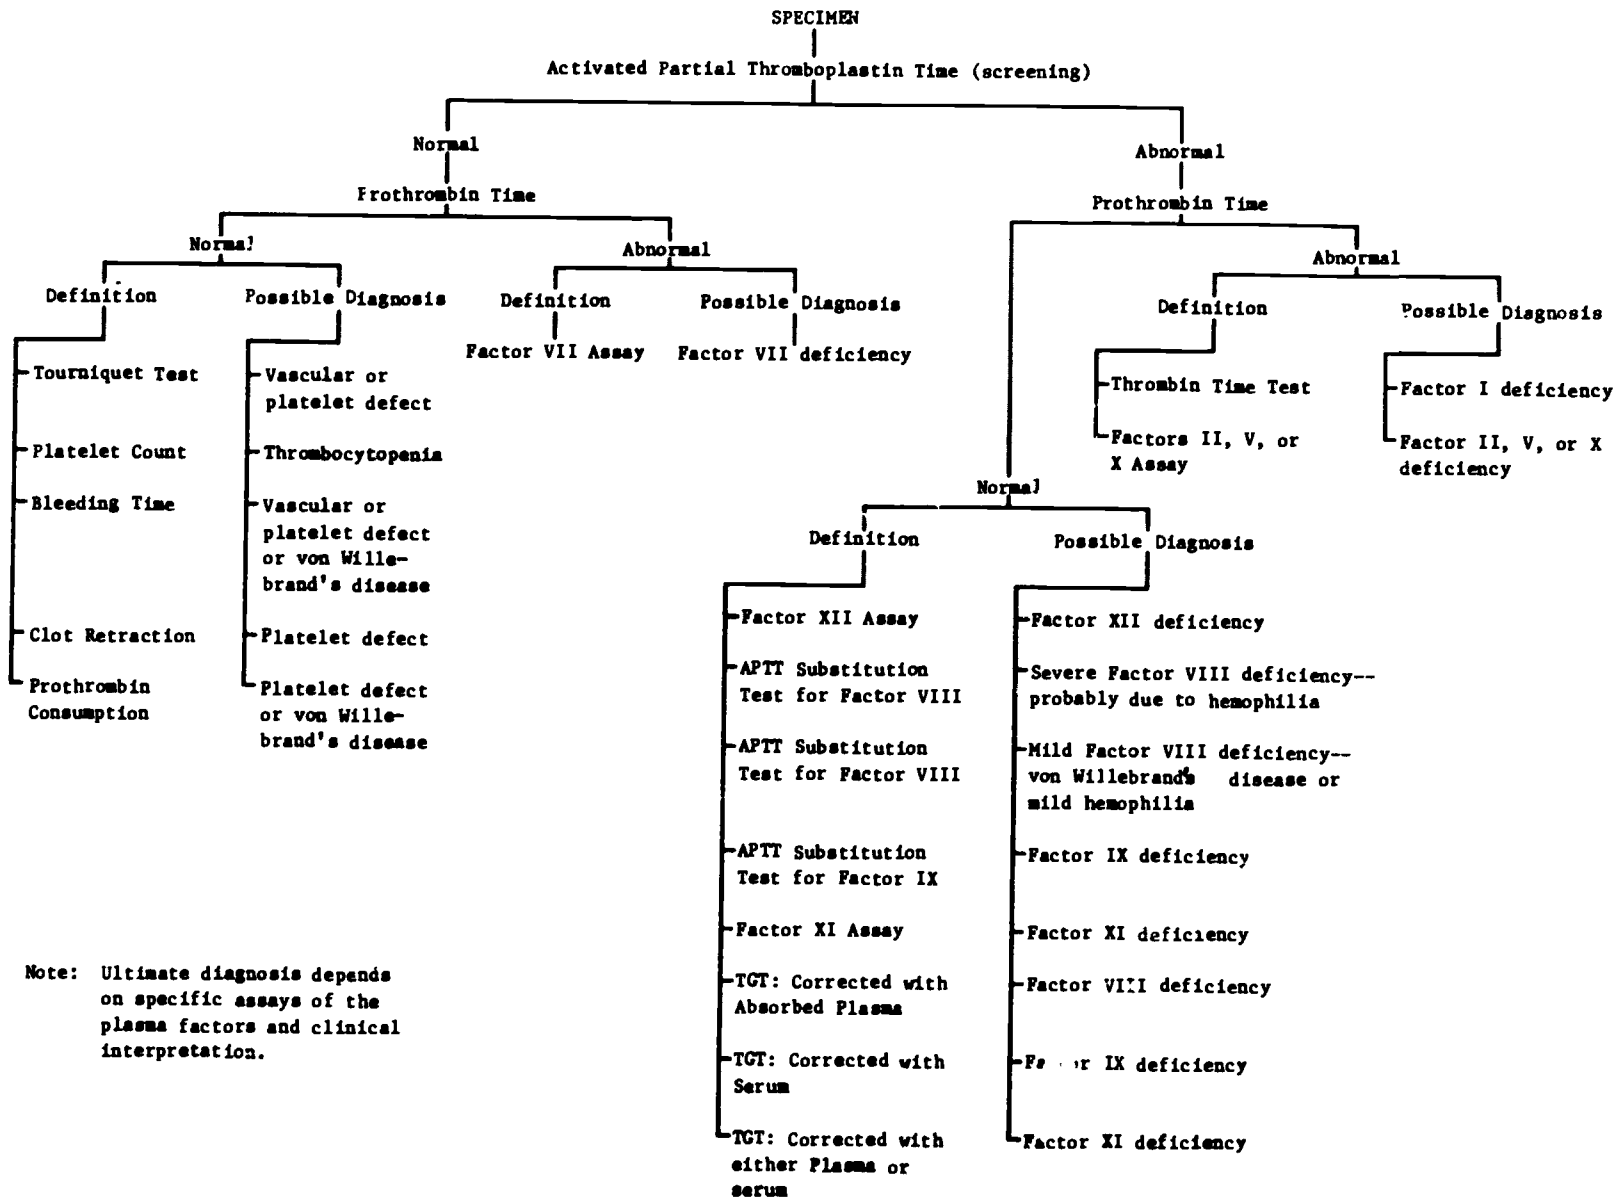 SPECIMEN
Activated Partial Thromboplastin Time (screening)
Normal
Abnormal
Prothrombin Time
Prothrombin Time
Normal
Abnormal
Abnormal
Definition
Possible Diagnosis
Definition
Possible Diagnosis
Definition
Possible Diagnosis
Tourniquet Test
Vascular or
platelet defect
Platelet Count
Thrombocytopenia
Bleeding Time
Vascular or
platelet defect
or von Wille-
brand's disease
Clot Retraction
Platelet defect
Prothrombin
Consumption
Platelet defect
or von Wille-
brand's disease
Factor VII Assay
Factor VII deficiency
Thrombin Time Test
Factor I deficiency
Factors II, V, or
X Assay
Factor II, V, or X
deficiency
Normal
Definition
Possible Diagnosis
Factor XII Assay
Factor XII deficiency
APTT Substitution
Test for Factor VIII
Severe Factor VIII deficiency--
probably due to hemophilia
APTT Substitution
Test for Factor VIII
Mild Factor VIII deficiency--
von Willebrand's disease or
mild hemophilia
APTT Substitution
Test for Factor IX
Factor IX deficiency
Factor XI Assay
Factor XI deficiency
TGT: Corrected with
Absorbed Plasma
Factor VIII deficiency
TGT: Corrected with
Serum
IX deficiency
TGT: Corrected with
either Plasma or
serum
Factor XI deficiency
Note: Ultimate diagnosis depends
on specific assays of the
plasma factors and clinical
interpretation.